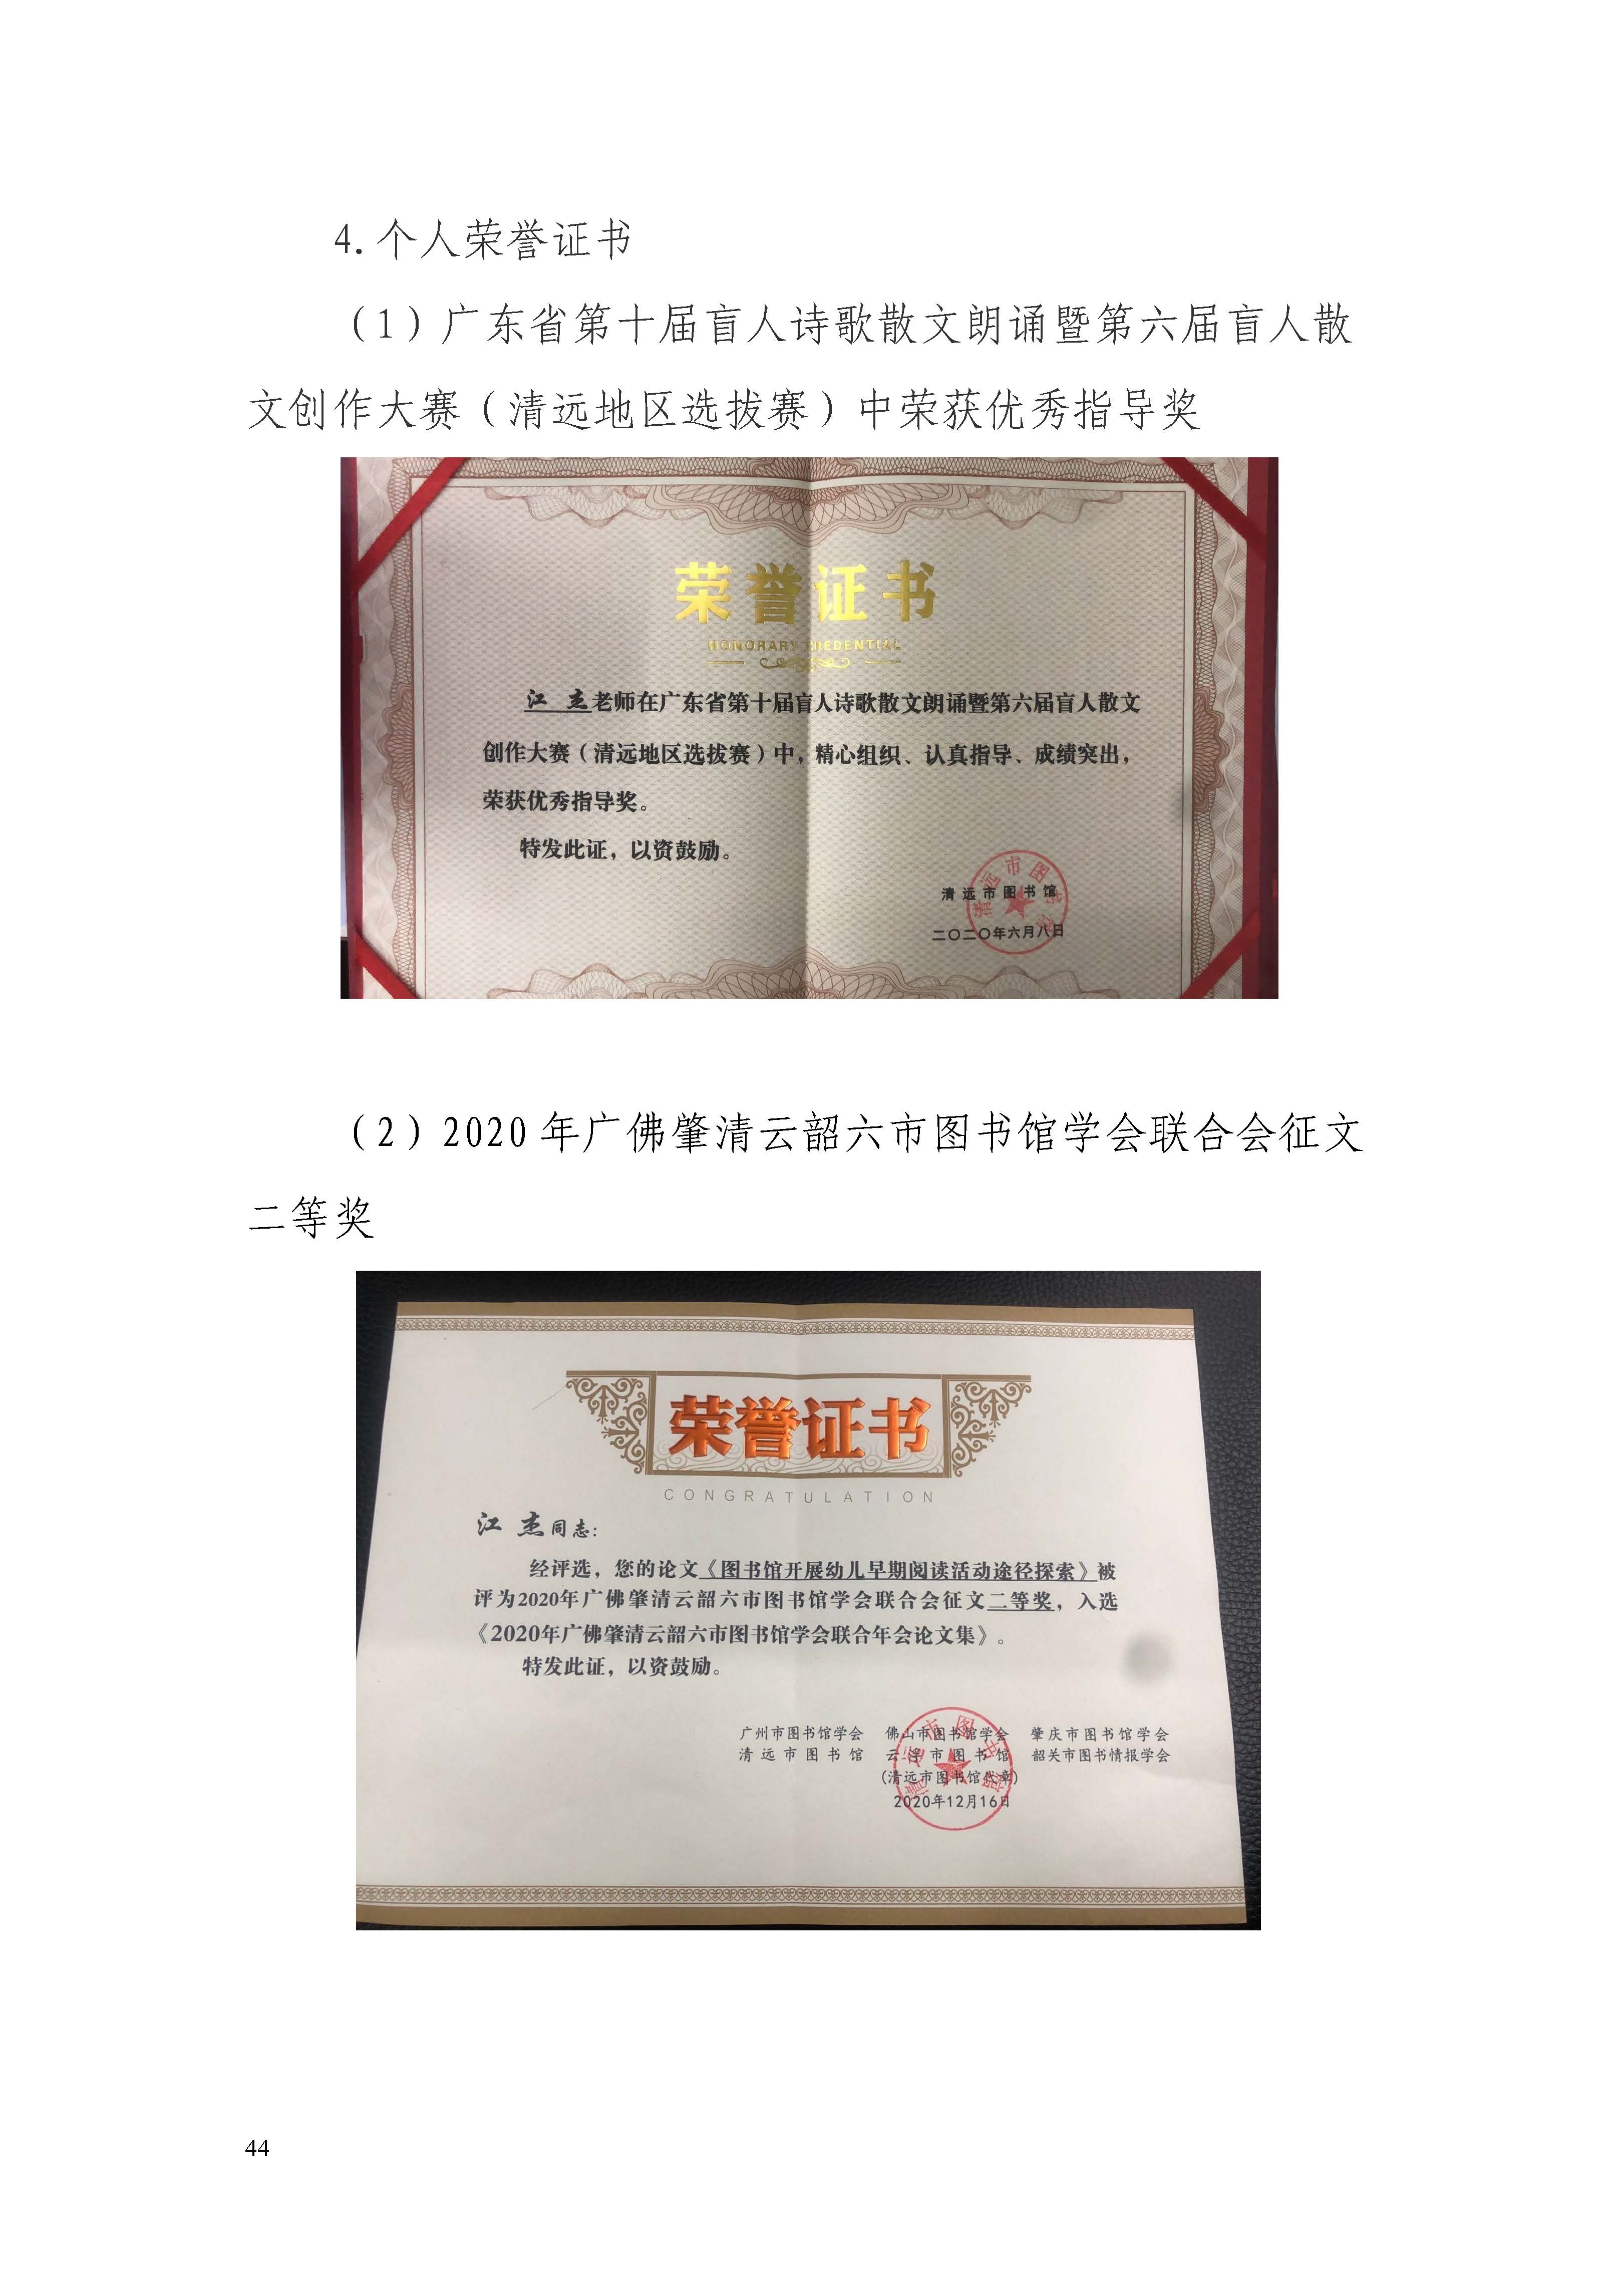 4.个人荣誉证书
（1）广东省第十届盲人诗歌散文朗诵暨第六届盲人散
文创作大赛（清远地区选拔赛）中荣获优秀指导奖
荣誉证书
HONORARY CREDENTIAL
江 杰老师在广东省第十届盲人诗歌散文朗诵暨第六届盲人散文
创作大赛（清远地区选拔赛）中，精心组织、认真指导、成绩突出，
荣获优秀指导奖。
特发此证，以资鼓励。
清远市图书馆
清远市图书馆
二〇二〇年六月八日
（2）2020年广佛肇清云韶六市图书馆学会联合会征文
二等奖
荣誉证书
CONGRATULATION
江 杰同志：
经评选，您的论文《图书馆开展幼儿早期阅读活动途径探索》被
评为2020年广佛肇清云韶六市图书馆学会联合会征文二等奖，入选
《2020年广佛肇清云韶六市图书馆学会联合年会论文集》。
特发此证，以资鼓励。
广州市图书馆学会 佛山市图书馆学会 肇庆市图书馆学会
清远市图书馆 云浮市图书馆 韶关市图书情报学会
(清远市图书馆代章)
清远市图书馆
2020年12月16日
44